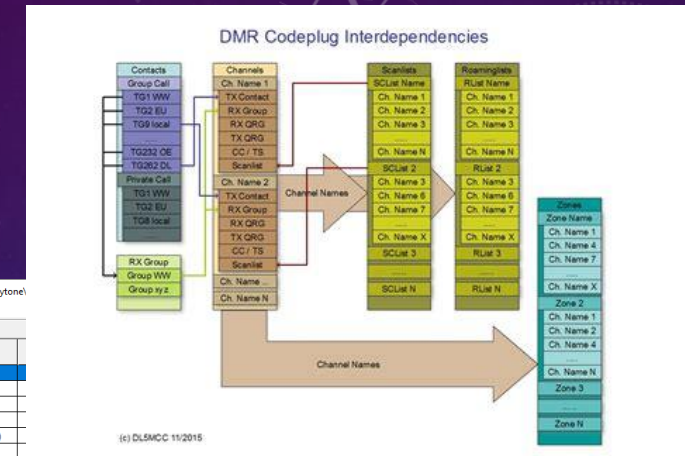 DMR Codeplug Interdependencies
Contacts
Group Call
TG1 WW
TG2 EU
TG9 local
......
TG232 OE
TG262 DL
Private Call
TG1 WW
TG2 EU
TG8 local
RX Group
Group WW
Group xyz
Channels
Ch. Name 1
TX Contact
RX Group
RX QRG
TX QRG
CC / TS
Scanlist
Ch. Name 2
TX Contact
RX Group
RX QRG
TX QRG
CC / TS
Scanlist
Ch. Name ...
Ch. Name N
Channel Names
Scanlists
SCList Name
Ch. Name 1
Ch. Name 2
Ch. Name 3
......
Ch. Name N
SCList 2
Ch. Name 3
Ch. Name 6
Ch. Name 7
......
Ch. Name X
SCList 3
......
SCList N
Roaminglists
RList Name
Ch. Name 1
Ch. Name 2
Ch. Name 3
......
Ch. Name N
RList 2
Ch. Name 3
Ch. Name 6
Ch. Name 7
......
Ch. Name X
RList 3
......
RList N
Zones
Zone Name
Ch. Name 1
Ch. Name 4
Ch. Name 7
......
Ch. Name X
Zone 2
Ch. Name 1
Ch. Name 2
Ch. Name 4
......
Ch. Name N
Zone 3
......
Zone N
Channel Names
(c) DL5MCC 11/2015
ytone\